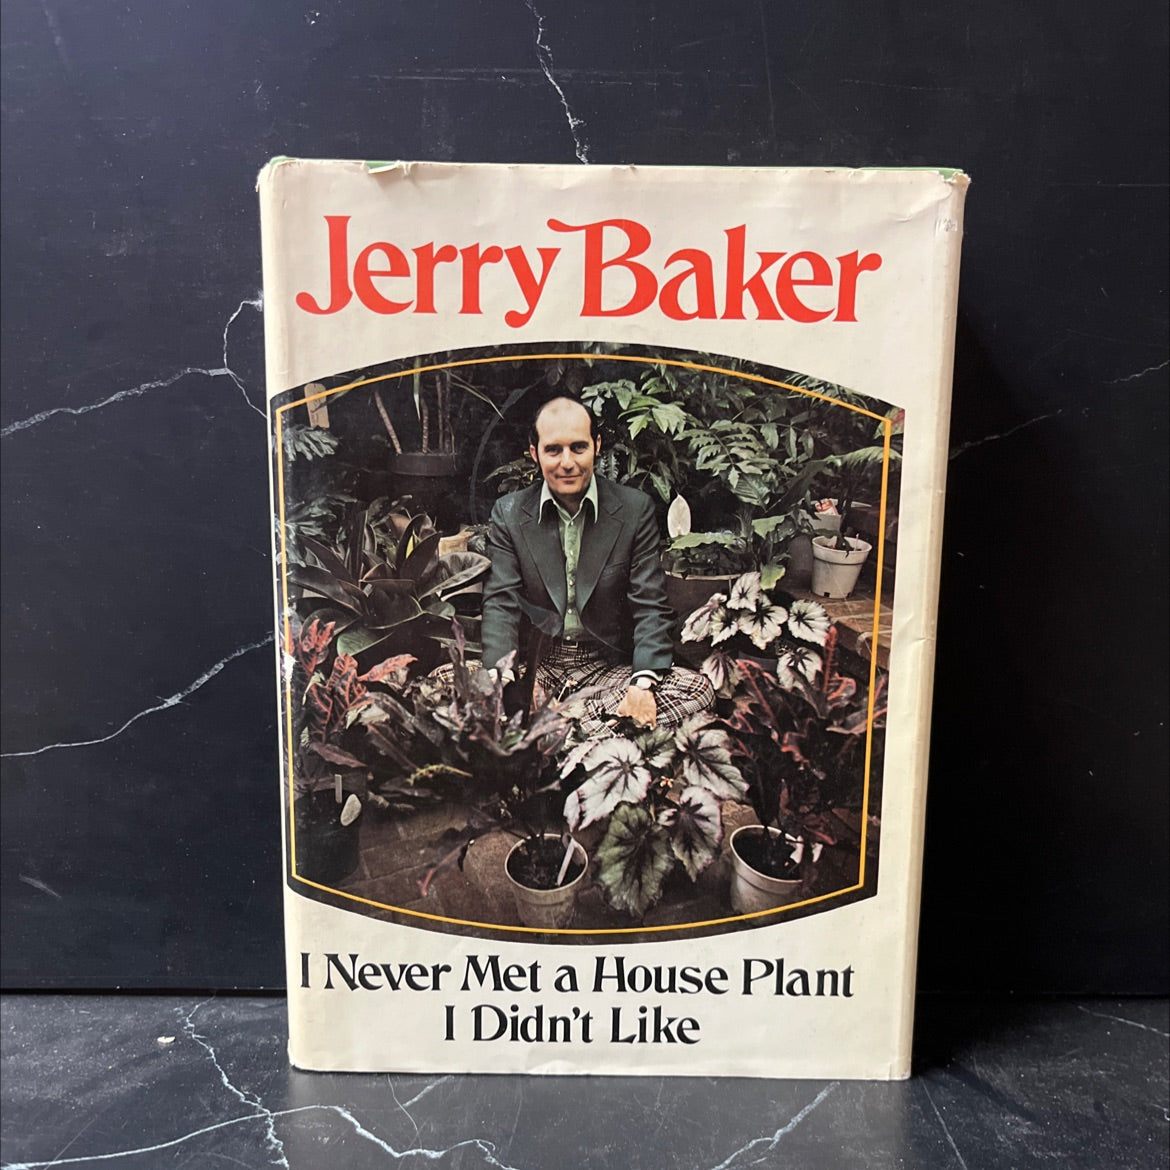 Jerry Baker
I Never Met a House Plant
I Didn't Like